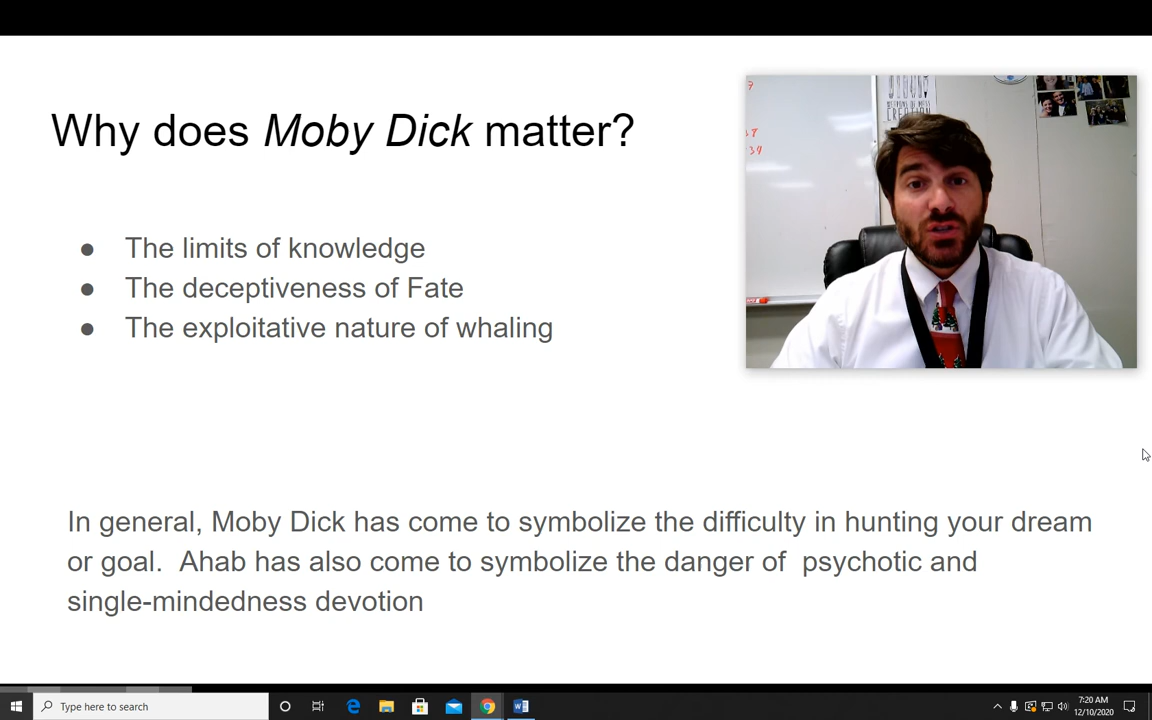 Why does Moby Dick matter?
● The limits of knowledge
● The deceptiveness of Fate
● The exploitative nature of whaling
In general, Moby Dick has come to symbolize the difficulty in hunting your dream
or goal.  Ahab has also come to symbolize the danger of  psychotic and
single-mindedness devotion
CREATION
Type here to search
7:20 AM
12/10/2020